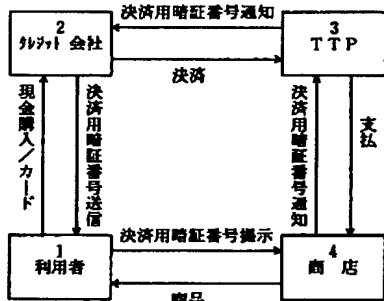 決済用暗証番号通知
2
クレジット 会社
3
TTP
決済
現金購入/カード
決済用暗証番号送信
決済用暗証番号通知
支払
1
利用者
決済用暗証番号提示
4
商店
商品